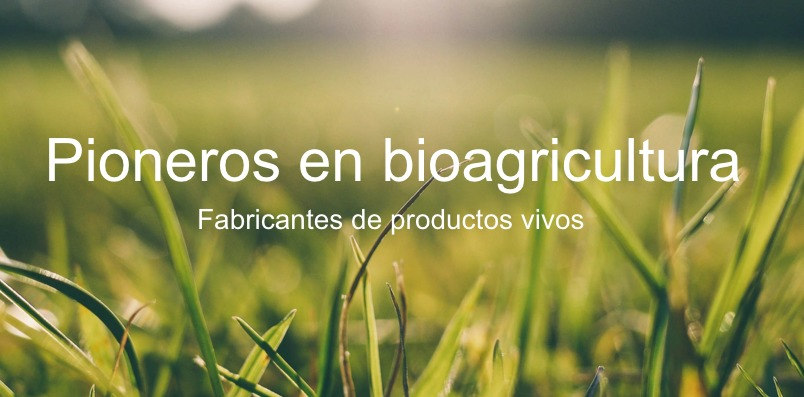 Pioneros en bioagricultura
Fabricantes de productos vivos